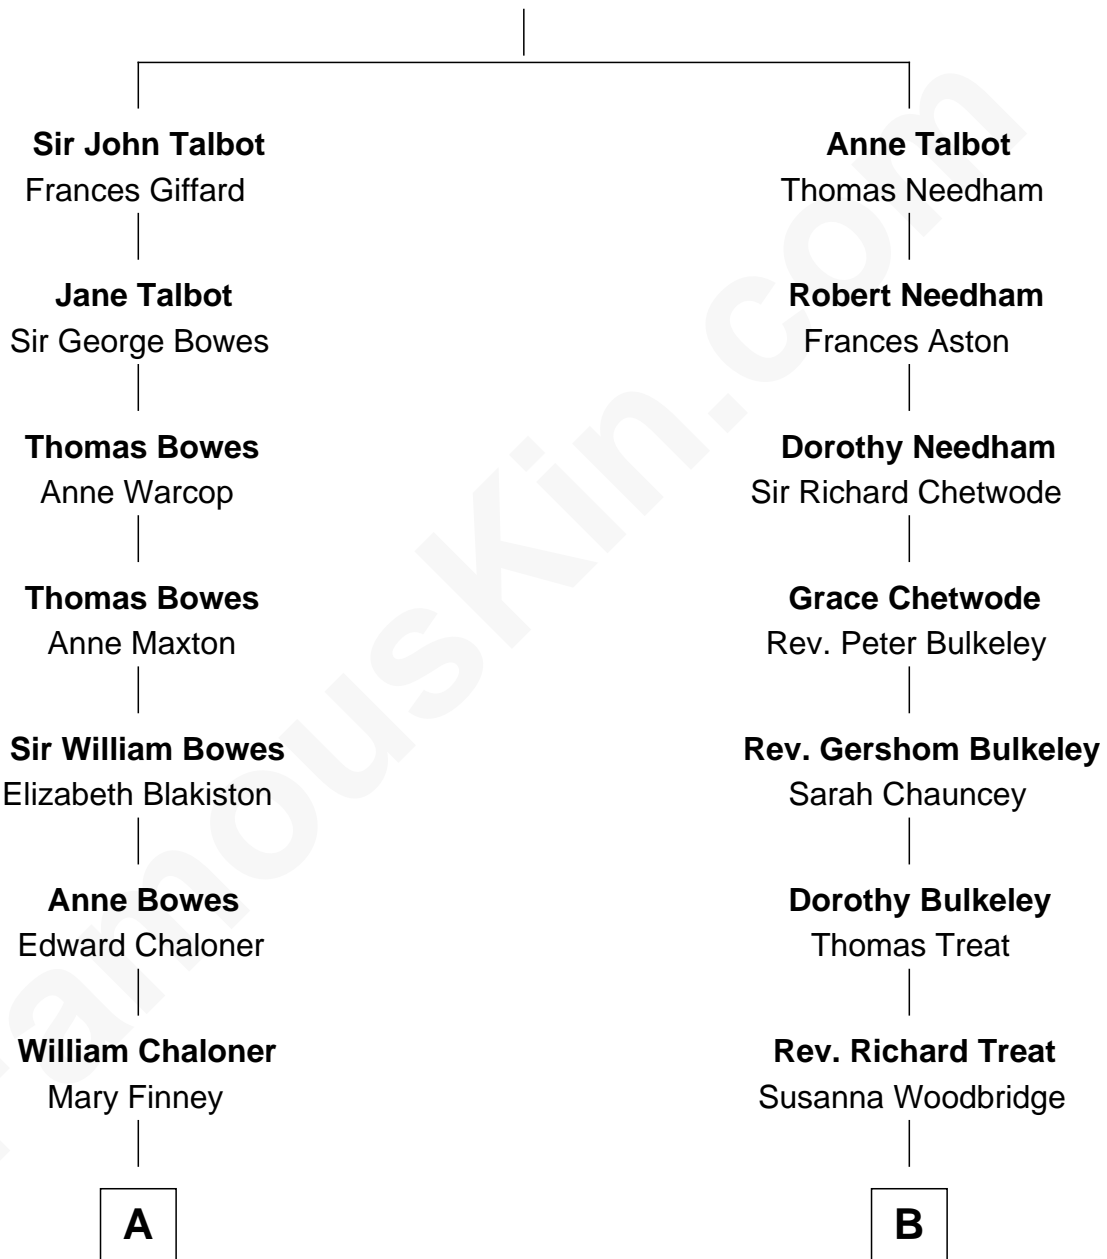 Sir John Talbot
Frances Giffard
Jane Talbot
Sir George Bowes
Thomas Bowes
Anne Warcop
Thomas Bowes
Anne Maxton
Sir William Bowes
Elizabeth Blakiston
Anne Bowes
Edward Chaloner
William Chaloner
Mary Finney
A
Anne Talbot
Thomas Needham
Robert Needham
Frances Aston
Dorothy Needham
Sir Richard Chetwode
Grace Chetwode
Rev. Peter Bulkeley
Rev. Gershom Bulkeley
Sarah Chauncey
Dorothy Bulkeley
Thomas Treat
Rev. Richard Treat
Susanna Woodbridge
B
FamousKin.com